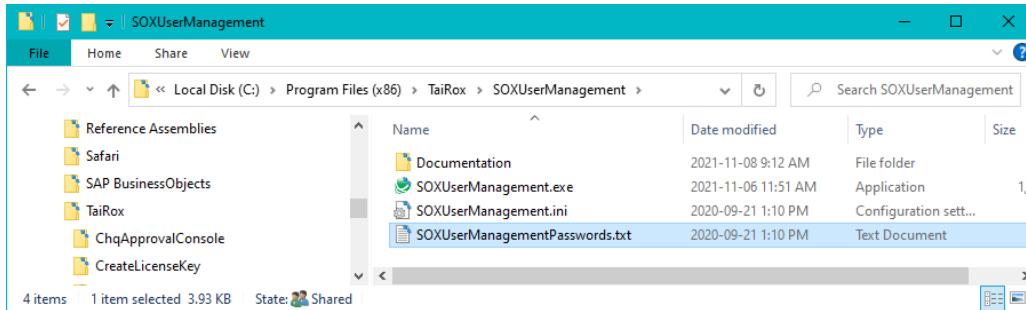 SOXUserManagement
File Home Share View
« Local Disk (C:) › Program Files (x86) › TaiRox › SOXUserManagement › Search SOXUserManagement
Reference Assemblies
Safari
SAP BusinessObjects
TaiRox
ChqApprovalConsole
CreateLicenseKey
Name Date modified Type Size
Documentation 2021-11-08 9:12 AM File folder
SOXUserManagement.exe 2021-11-06 11:51 AM Application 1,
SOXUserManagement.ini 2020-09-21 1:10 PM Configuration sett...
SOXUserManagementPasswords.txt 2020-09-21 1:10 PM Text Document
4 items 1 item selected 3.93 KB State: Shared